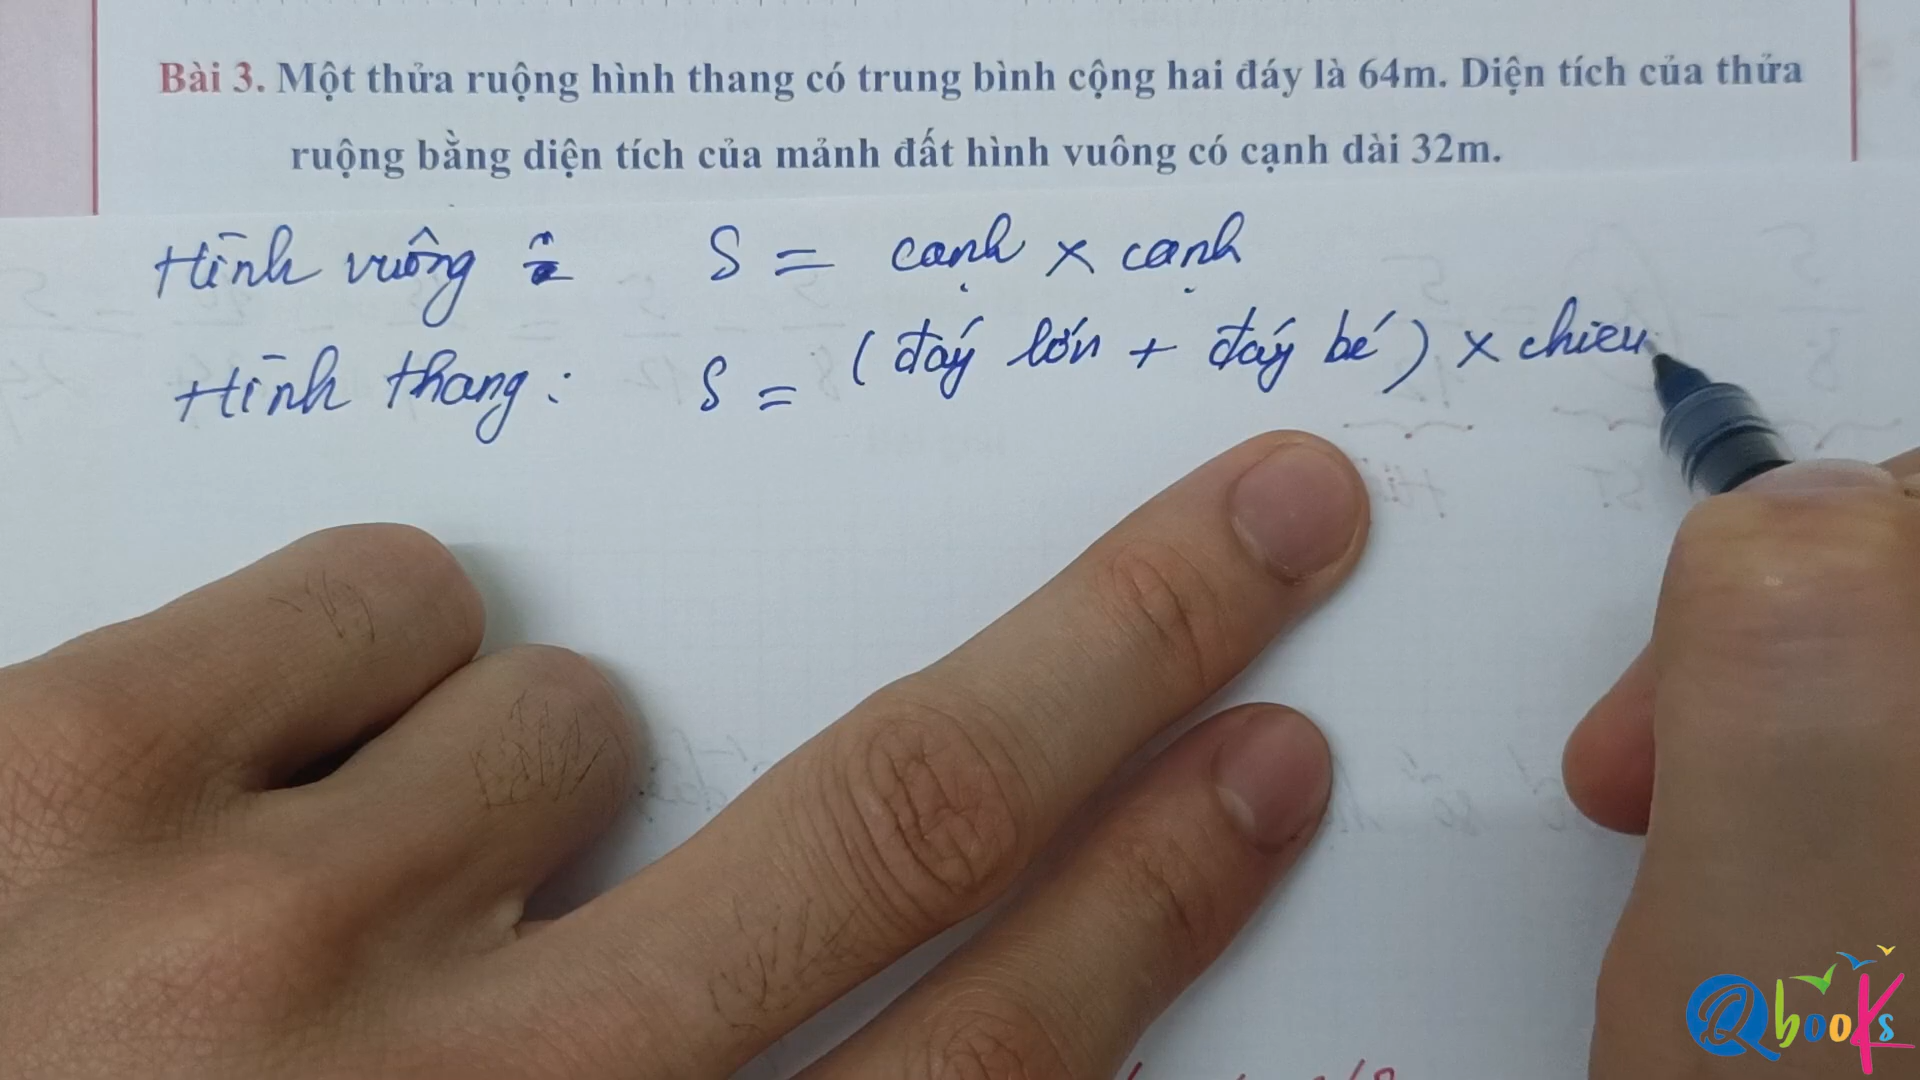 Bài 3. Một thửa ruộng hình thang có trung bình cộng hai đáy là 64m. Diện tích của thửa
ruộng bằng diện tích của mảnh đất hình vuông có cạnh dài 32m.
Hình vuông : S = cạnh x cạnh
Hình thang : S = (đáy lớn + đáy bé) x chieu
Qbooks